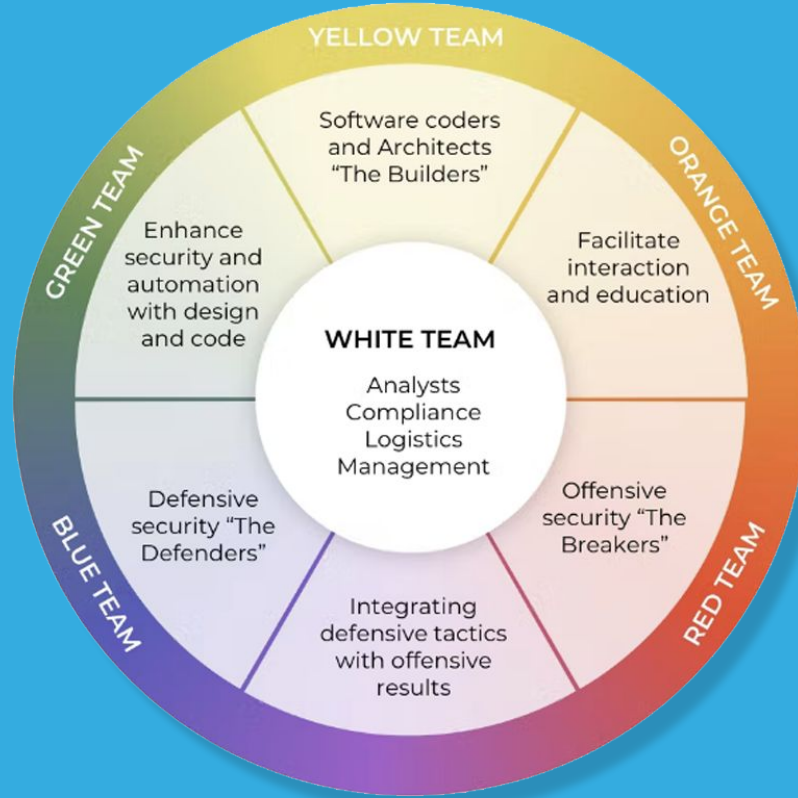 YELLOW TEAM
Software coders
and Architects
“The Builders”
ORANGE TEAM
Facilitate
interaction
and education
GREEN TEAM
Enhance
security and
automation
with design
and code
WHITE TEAM
Analysts
Compliance
Logistics
Management
BLUE TEAM
Defensive
security “The
Defenders”
RED TEAM
Offensive
security “The
Breakers”
Integrating
defensive tactics
with offensive
results